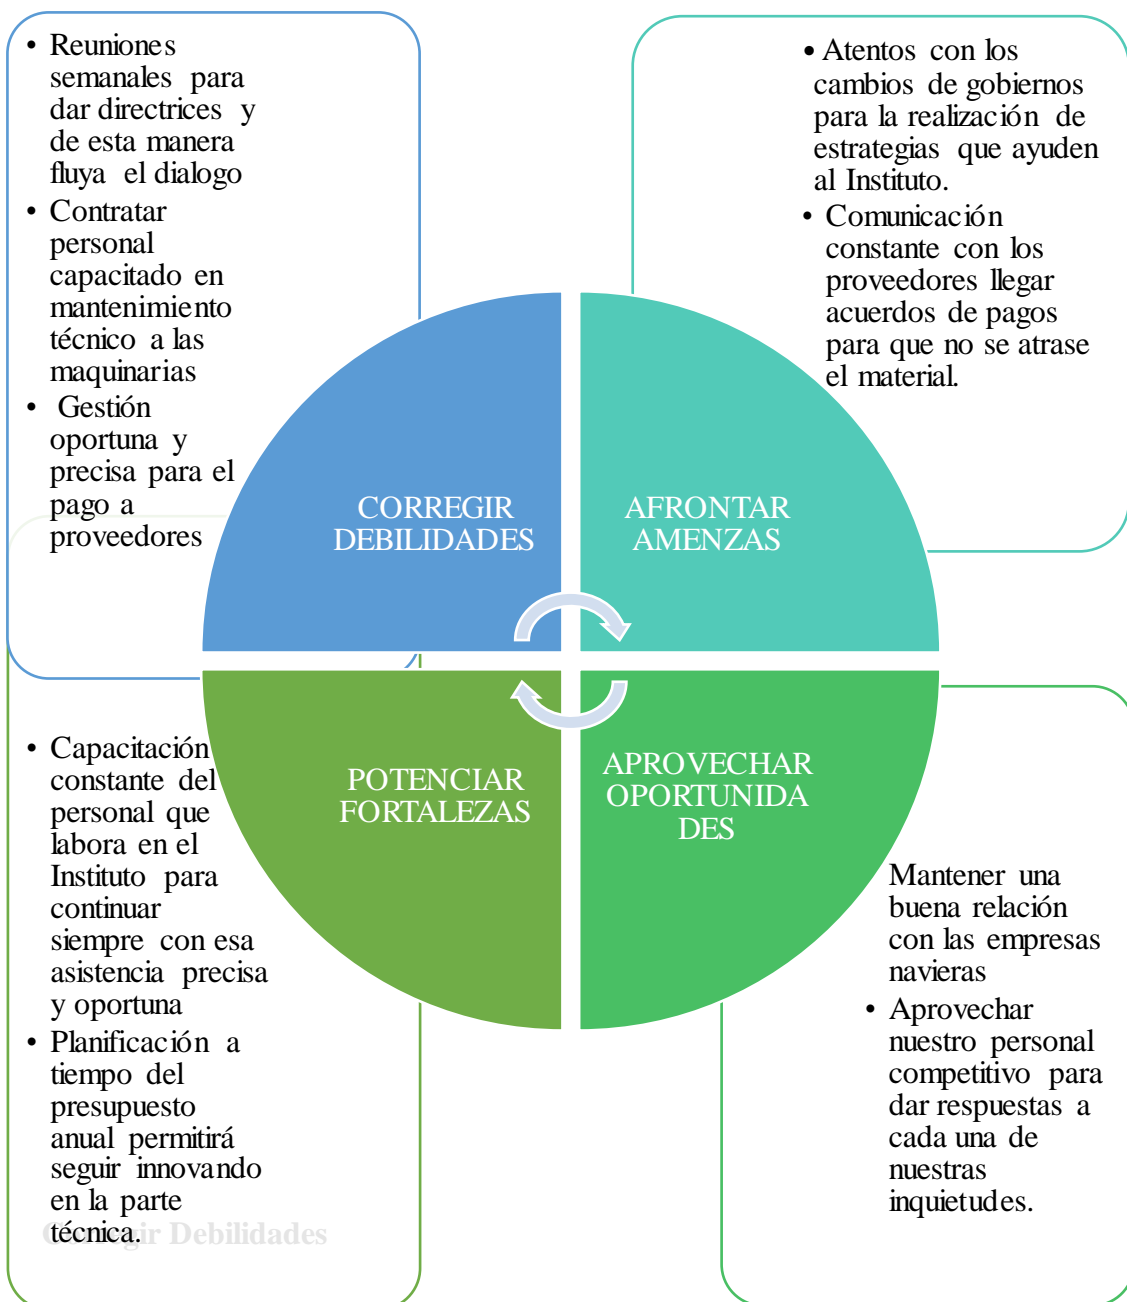 • Reuniones
semanales para
dar directrices y
de esta manera
fluya el dialogo
• Contratar
personal
capacitado en
mantenimiento
técnico a las
maquinarias
• Gestión
oportuna y
precisa para el
pago a
proveedores
• Atentos con los
cambios de gobiernos
para la realización de
estrategias que ayuden
al Instituto.
• Comunicación
constante con los
proveedores llegar
acuerdos de pagos
para que no se atrase
el material.
CORREGIR
DEBILIDADES
AFRONTAR
AMENZAS
POTENCIAR
FORTALEZAS
APROVECHAR
OPORTUNIDA
DES
• Capacitación
constante del
personal que
labora en el
Instituto para
continuar
siempre con esa
asistencia precisa
y oportuna
• Planificación a
tiempo del
presupuesto
anual permitirá
seguir innovando
en la parte
técnica.
Mantener una
buena relación
con las empresas
navieras
• Aprovechar
nuestro personal
competitivo para
dar respuestas a
cada una de
nuestras
inquietudes.
Corregir Debilidades